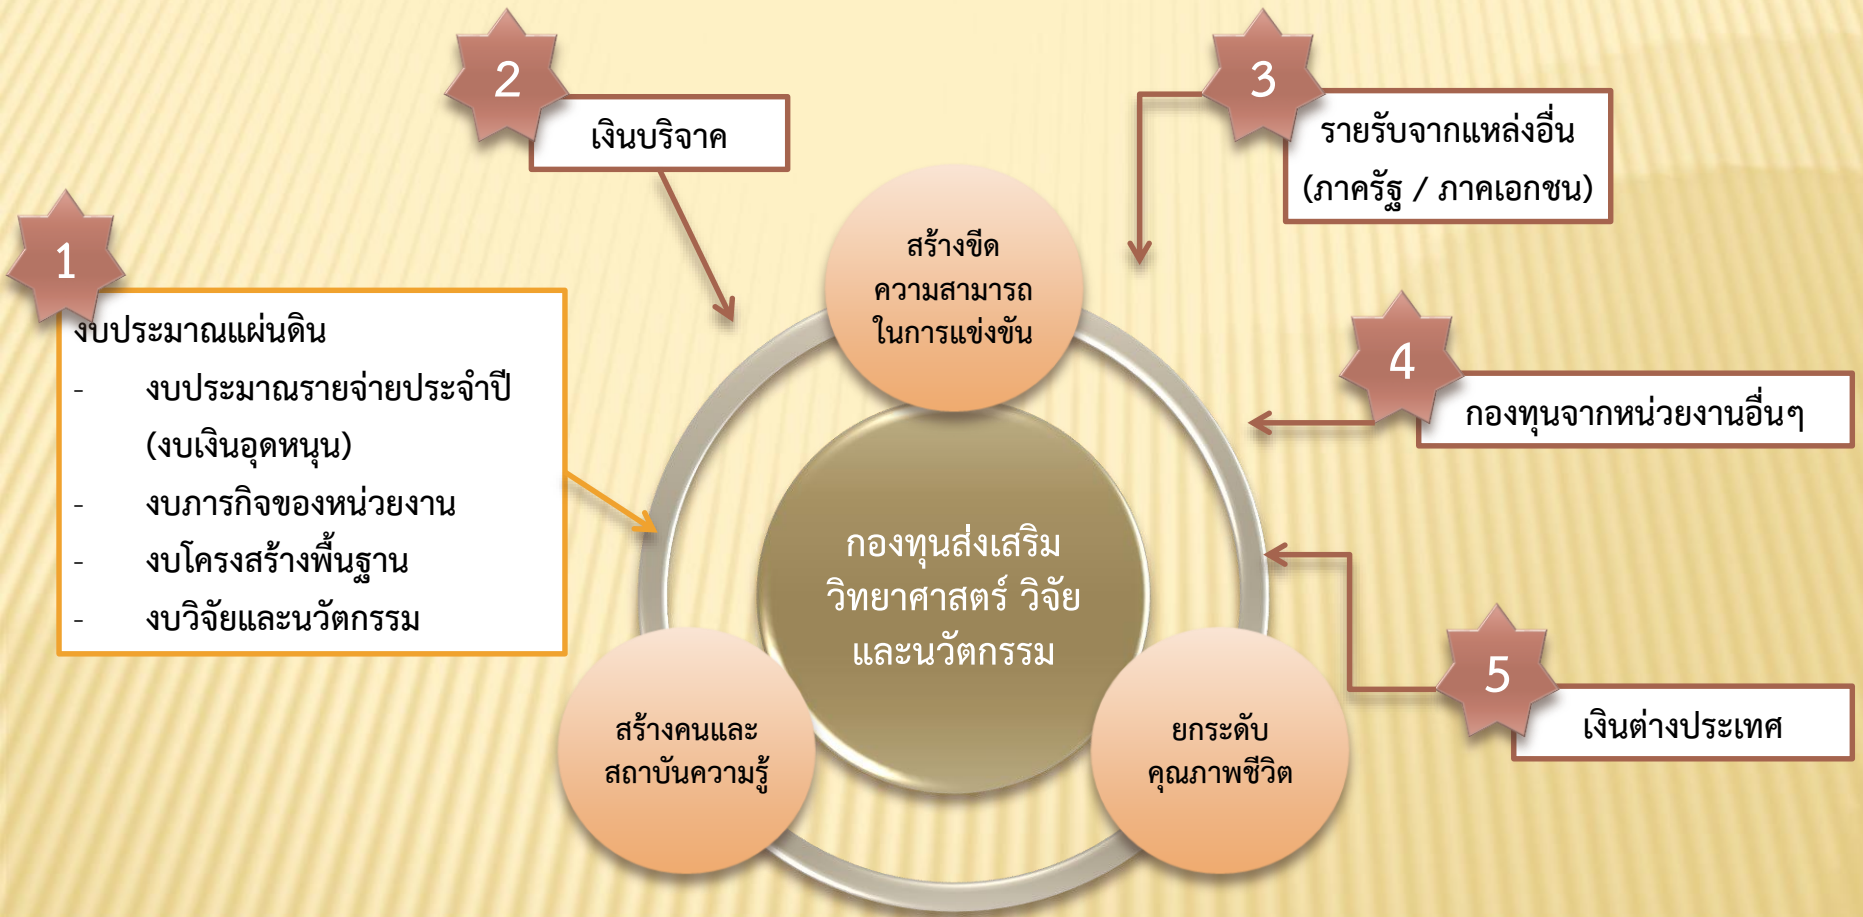 1
งบประมาณแผ่นดิน
- งบประมาณรายจ่ายประจำปี
(งบเงินอุดหนุน)
- งบภารกิจของหน่วยงาน
- งบโครงสร้างพื้นฐาน
- งบวิจัยและนวัตกรรม
2
เงินบริจาค
3
รายรับจากแหล่งอื่น
(ภาครัฐ / ภาคเอกชน)
4
กองทุนจากหน่วยงานอื่นๆ
5
เงินต่างประเทศ
สร้างขีด
ความสามารถ
ในการแข่งขัน
กองทุนส่งเสริม
วิทยาศาสตร์ วิจัย
และนวัตกรรม
สร้างคนและ
สถาบันความรู้
ยกระดับ
คุณภาพชีวิต